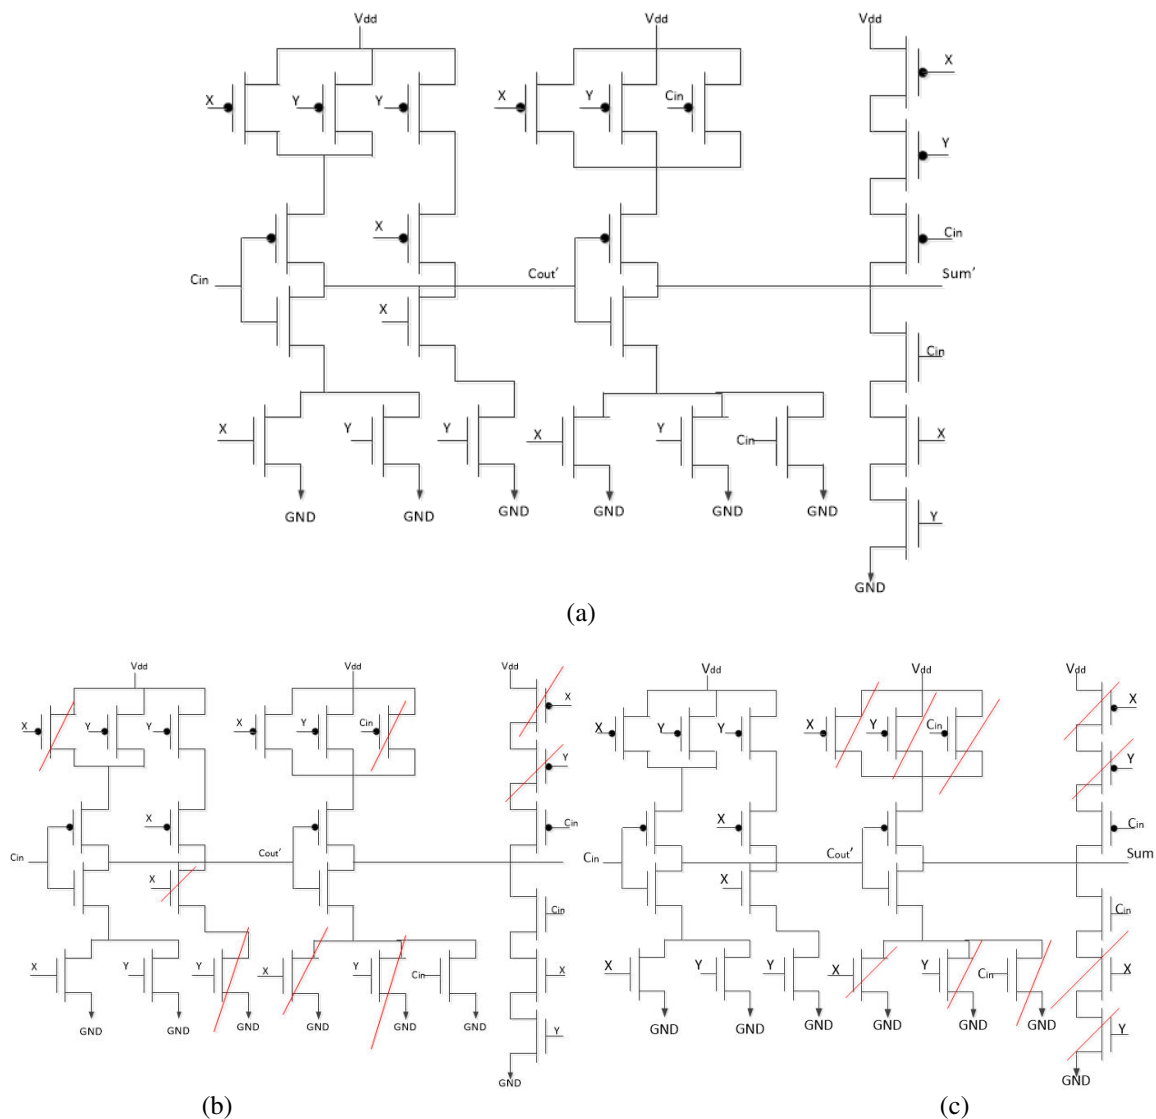 Vdd Vdd Vdd
X
X Y Y X Y Cin
Y
X Cin
Cin Cout' Sum'
X
Cin
X Y Y X Y Cin X
GND GND GND GND GND GND
Y
GND
(a)
Vdd Vdd Vdd
X
X Y Y X Y Cin
Y
X Cin
Cin Cout'
X
Cin
X Y Y X Y Cin X
GND GND GND GND GND GND
Y
GND
(b)
Vdd Vdd Vdd
X
X Y Y X Y Cin
Y
X Cin
Cin Cout' Sum
X
Cin
X Y Y X Y Cin X
GND GND GND GND GND GND
Y
GND
(c)